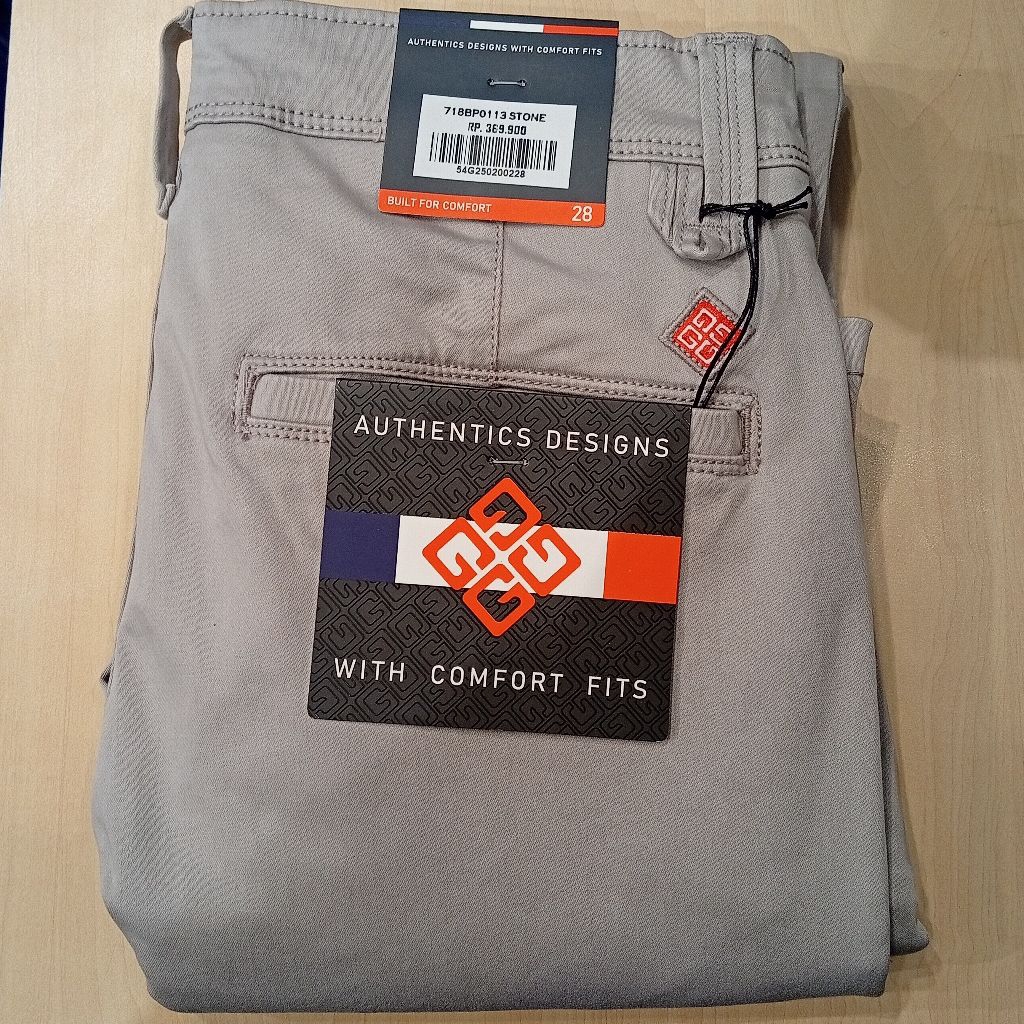 AUTHENTICS DESIGNS WITH COMFORT FITS
718BP0113 STONE
RP. 369.900
54G250200228
BUILT FOR COMFORT 28
AUTHENTICS DESIGNS
WITH COMFORT FITS